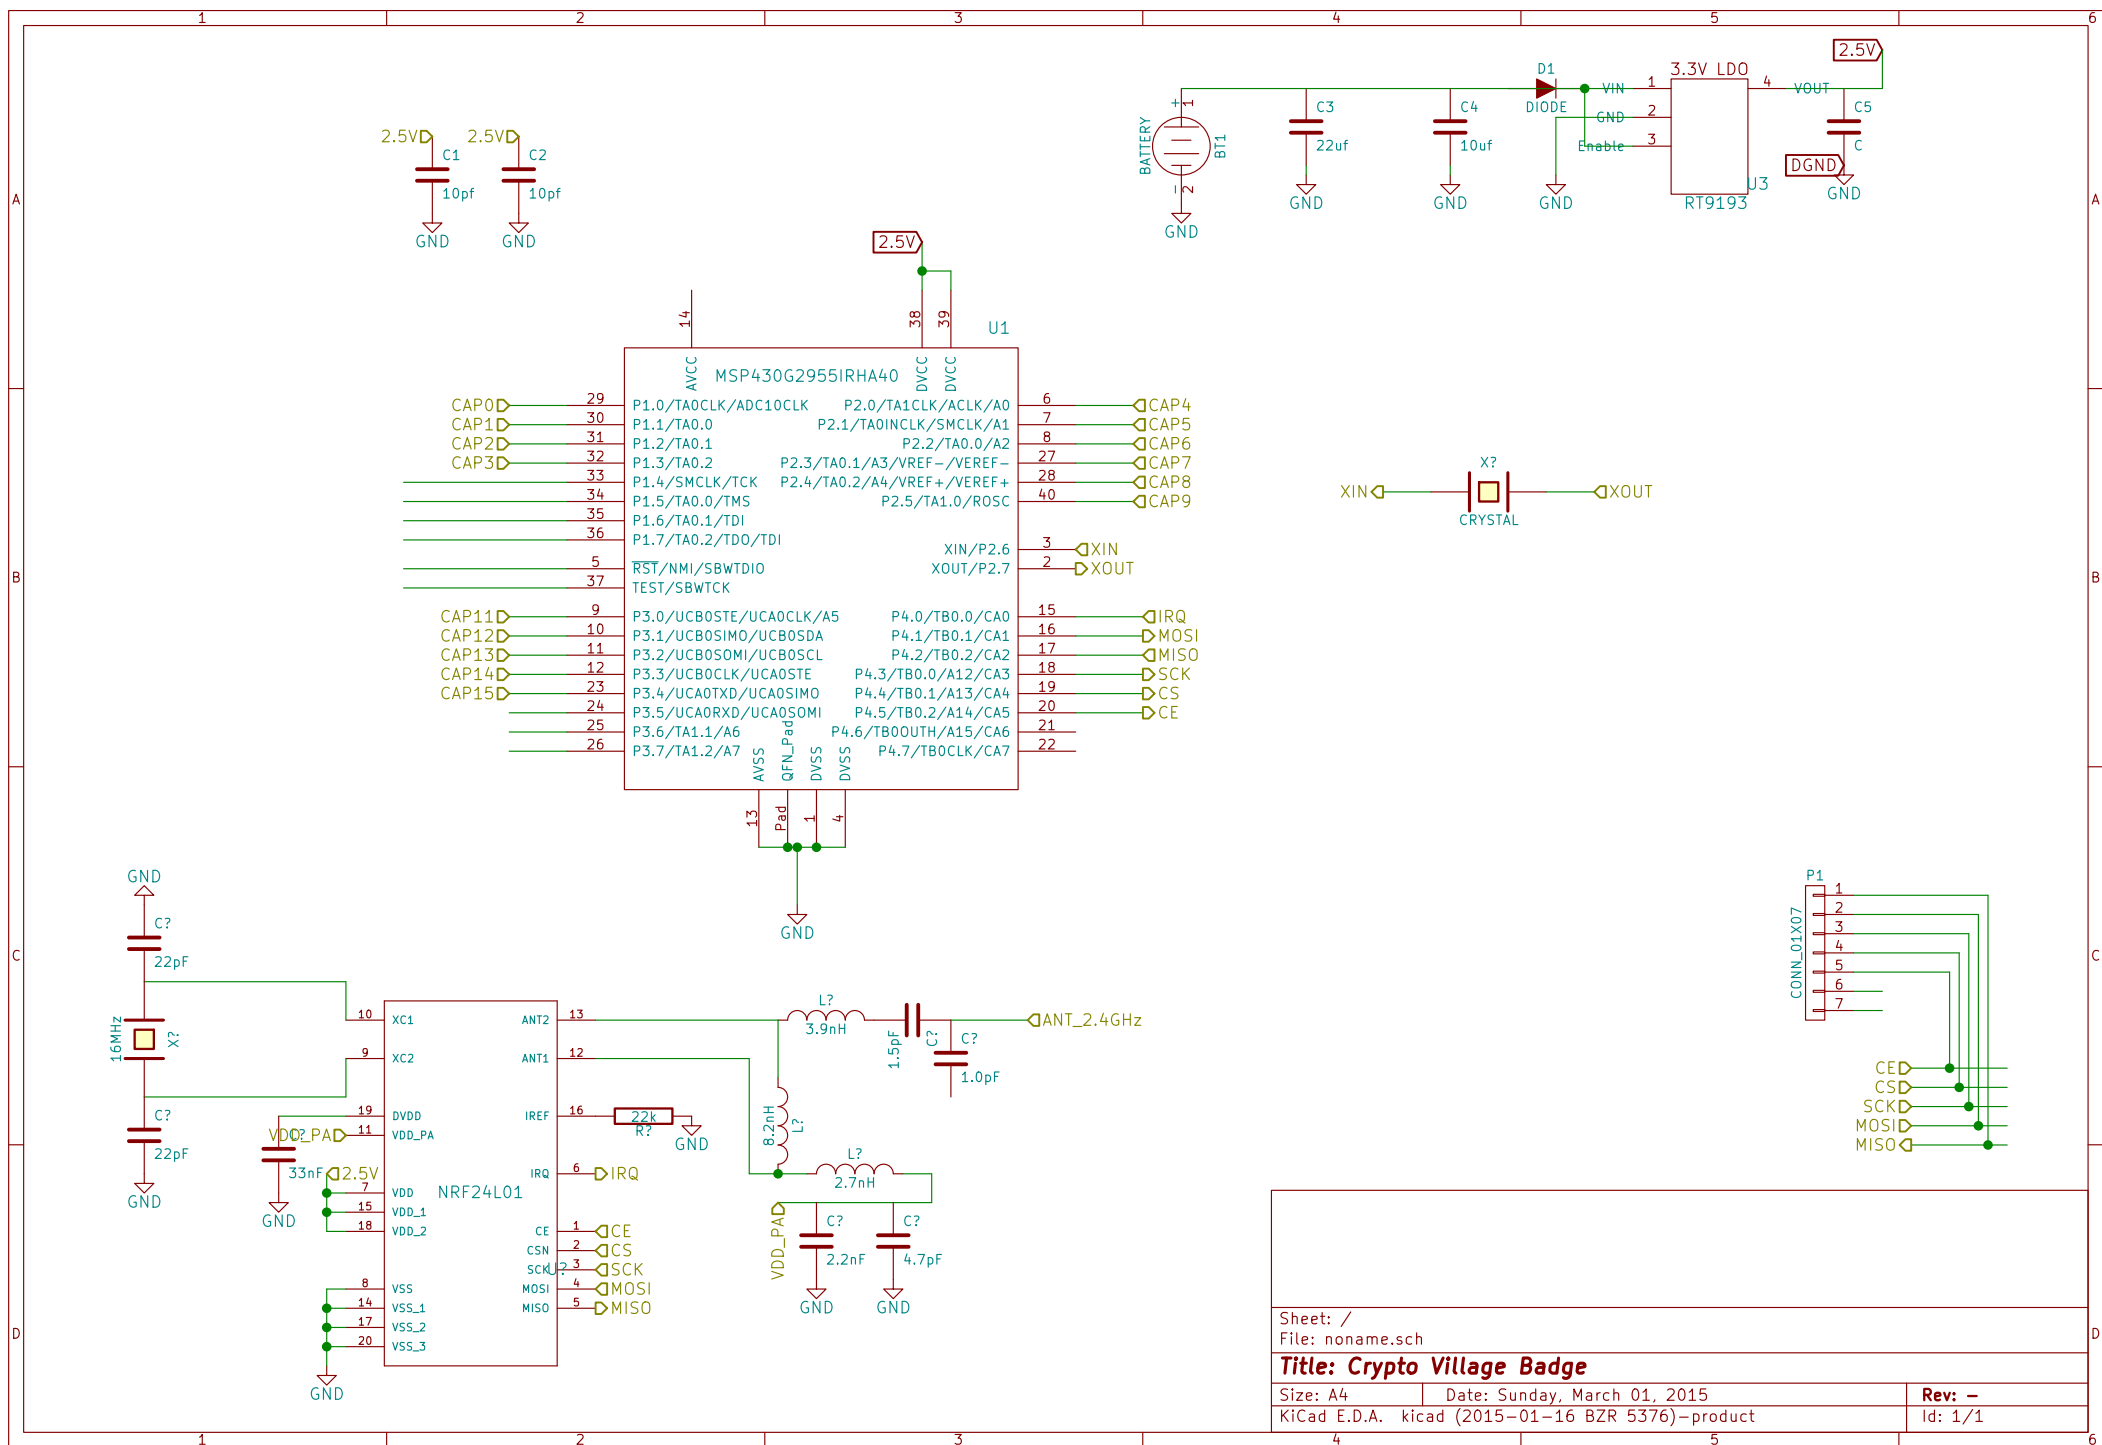 1 2 3 4 5 6
A
B
C
D
2.5V
C1
10pf
GND
2.5V
C2
10pf
GND
BATTERY
+
1
BT1
-
2
GND
C3
22uf
GND
C4
10uf
GND
D1
DIODE
GND
3.3V LDO
VIN 1
GND 2
Enable 3
4 VOUT
U3
RT9193
2.5V
C5
C
DGND
GND
2.5V
14
38
39
U1
AVCC
DVCC
DVCC
MSP430G2955IRHA40
CAP0 29 P1.0/TA0CLK/ADC10CLK
CAP1 30 P1.1/TA0.0
CAP2 31 P1.2/TA0.1
CAP3 32 P1.3/TA0.2
33 P1.4/SMCLK/TCK
34 P1.5/TA0.0/TMS
35 P1.6/TA0.1/TDI
36 P1.7/TA0.2/TDO/TDI
5 RST/NMI/SBWTDIO
37 TEST/SBWTCK
CAP11 9 P3.0/UCB0STE/UCA0CLK/A5
CAP12 10 P3.1/UCB0SIMO/UCB0SDA
CAP13 11 P3.2/UCB0SOMI/UCB0SCL
CAP14 12 P3.3/UCB0CLK/UCA0STE
CAP15 23 P3.4/UCA0TXD/UCA0SIMO
24 P3.5/UCA0RXD/UCA0SOMI
25 P3.6/TA1.1/A6
26 P3.7/TA1.2/A7
P2.0/TA1CLK/ACLK/A0 6 CAP4
P2.1/TA0INCLK/SMCLK/A1 7 CAP5
P2.2/TA0.0/A2 8 CAP6
P2.3/TA0.1/A3/VREF-/VEREF- 27 CAP7
P2.4/TA0.2/A4/VREF+/VEREF+ 28 CAP8
P2.5/TA1.0/ROSC 40 CAP9
XIN/P2.6 3 XIN
XOUT/P2.7 2 XOUT
P4.0/TB0.0/CA0 15 IRQ
P4.1/TB0.1/CA1 16 MOSI
P4.2/TB0.2/CA2 17 MISO
P4.3/TB0.0/A12/CA3 18 SCK
P4.4/TB0.1/A13/CA4 19 CS
P4.5/TB0.2/A14/CA5 20 CE
P4.6/TB0OUTH/A15/CA6 21
P4.7/TB0CLK/CA7 22
AVSS
QFN_Pad
DVSS
DVSS
13
Pad
1
4
GND
X?
XIN
XOUT
CRYSTAL
GND
C?
22pF
16MHz
X?
C?
22pF
GND
VDD_PA
C?
33nF
GND
2.5V
10 XC1
9 XC2
19 DVDD
11 VDD_PA
7 VDD
15 VDD_1
18 VDD_2
8 VSS
14 VSS_1
17 VSS_2
20 VSS_3
GND
NRF24L01
U?
ANT2 13
ANT1 12
IREF 16
IRQ 6 IRQ
CE 1 CE
CSN 2 CS
SCK 3 SCK
MOSI 4 MOSI
MISO 5 MISO
22k
R?
GND
L?
3.9nH
1.5pF
C?
ANT_2.4GHz
C?
1.0pF
8.2nH
L?
L?
2.7nH
VDD_PA
C?
2.2nF
GND
C?
4.7pF
GND
P1
CONN_01X07
1
2
3
4
5
6
7
CE
CS
SCK
MOSI
MISO
Sheet: /
File: noname.sch
Title: Crypto Village Badge
Size: A4 Date: Sunday, March 01, 2015 Rev: -
KiCad E.D.A. kicad (2015-01-16 BZR 5376)-product Id: 1/1
A
B
C
D
1 2 3 4 5 6